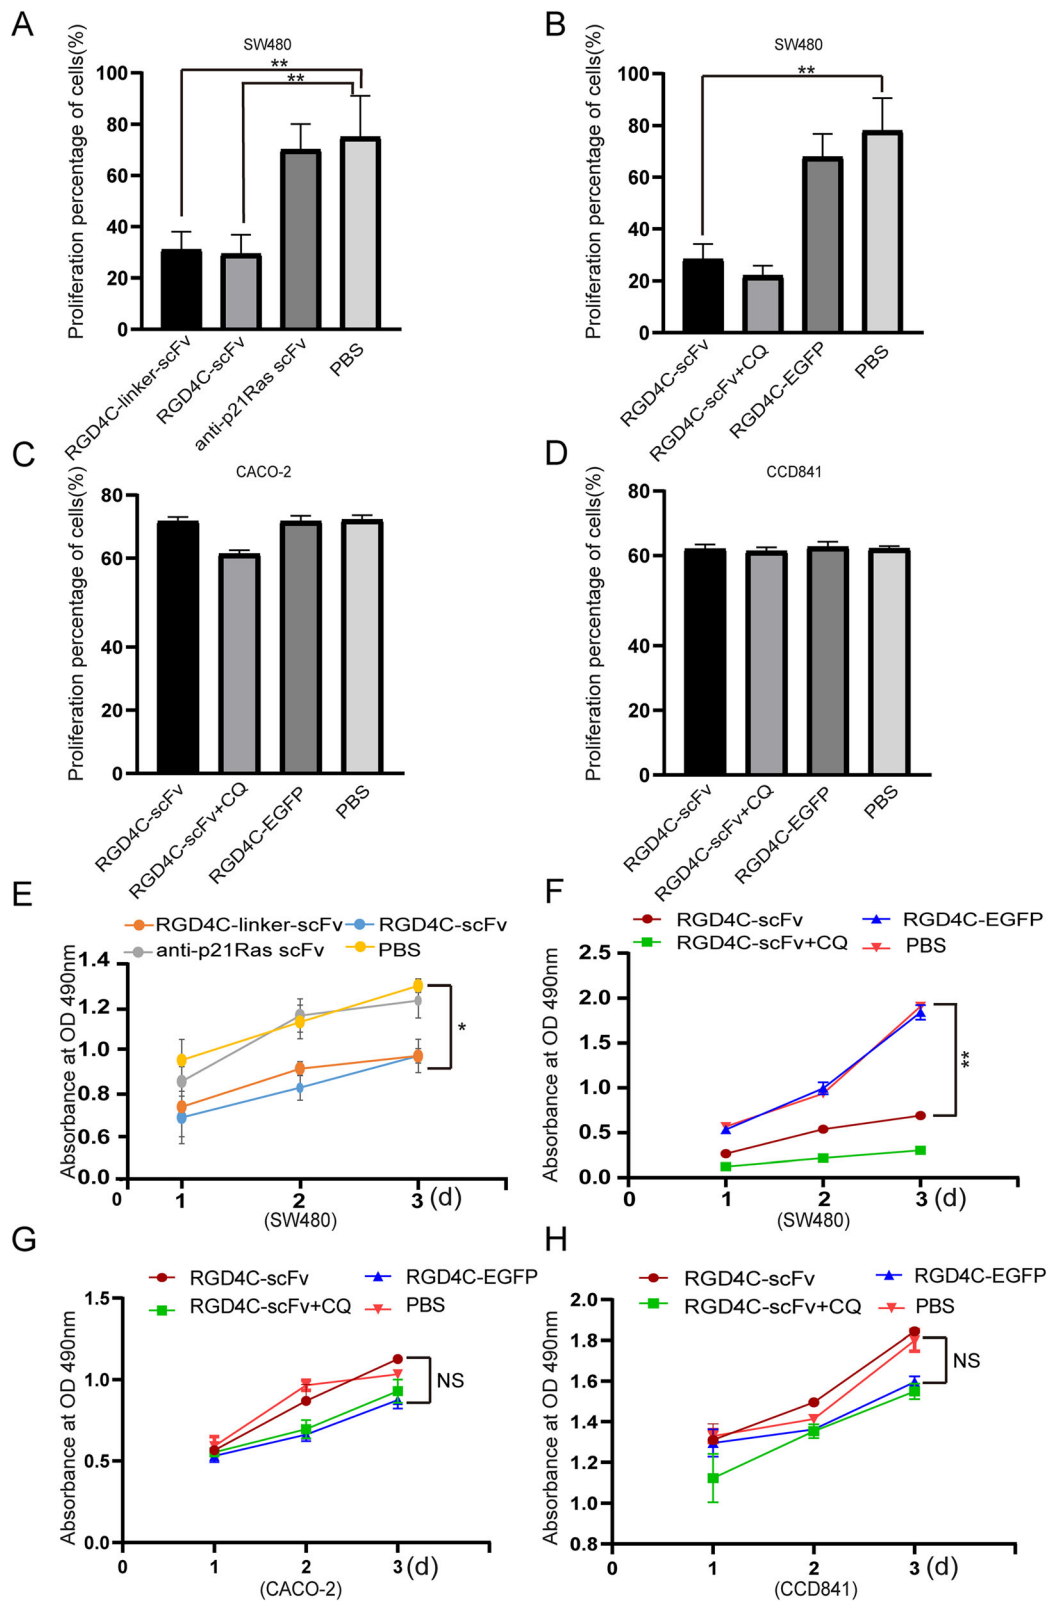 A
SW480
Proliferation percentage of cells(%)
100
80
60
40
20
0
**
**
RGD4C-linker-scFv
RGD4C-scFv
anti-p21Ras scFv
PBS
B
SW480
Proliferation percentage of cells(%)
100
80
60
40
20
0
**
RGD4C-scFv
RGD4C-scFv+CQ
RGD4C-EGFP
PBS
C
CACO-2
Proliferation percentage of cells(%)
80
60
40
20
0
RGD4C-scFv
RGD4C-scFv+CQ
RGD4C-EGFP
PBS
D
CCD841
Proliferation percentage of cells(%)
80
60
40
20
0
RGD4C-scFv
RGD4C-scFv+CQ
RGD4C-EGFP
PBS
E
RGD4C-linker-scFv
RGD4C-scFv
anti-p21Ras scFv
PBS
Absorbance at OD 490nm
1.4
1.2
1.0
0.8
0.6
0.0
*
0
1
2
3 (d)
(SW480)
F
RGD4C-scFv
RGD4C-EGFP
RGD4C-scFv+CQ
PBS
Absorbance at OD 490nm
2.5
2.0
1.5
1.0
0.5
0.0
**
0
1
2
3 (d)
(SW480)
G
RGD4C-scFv
RGD4C-EGFP
RGD4C-scFv+CQ
PBS
Absorbance at OD 490nm
1.5
1.0
0.5
0.0
NS
0
1
2
3 (d)
(CACO-2)
H
RGD4C-scFv
RGD4C-EGFP
RGD4C-scFv+CQ
PBS
Absorbance at OD 490nm
2.0
1.8
1.6
1.4
1.2
1.0
0.8
NS
0
1
2
3 (d)
(CCD841)